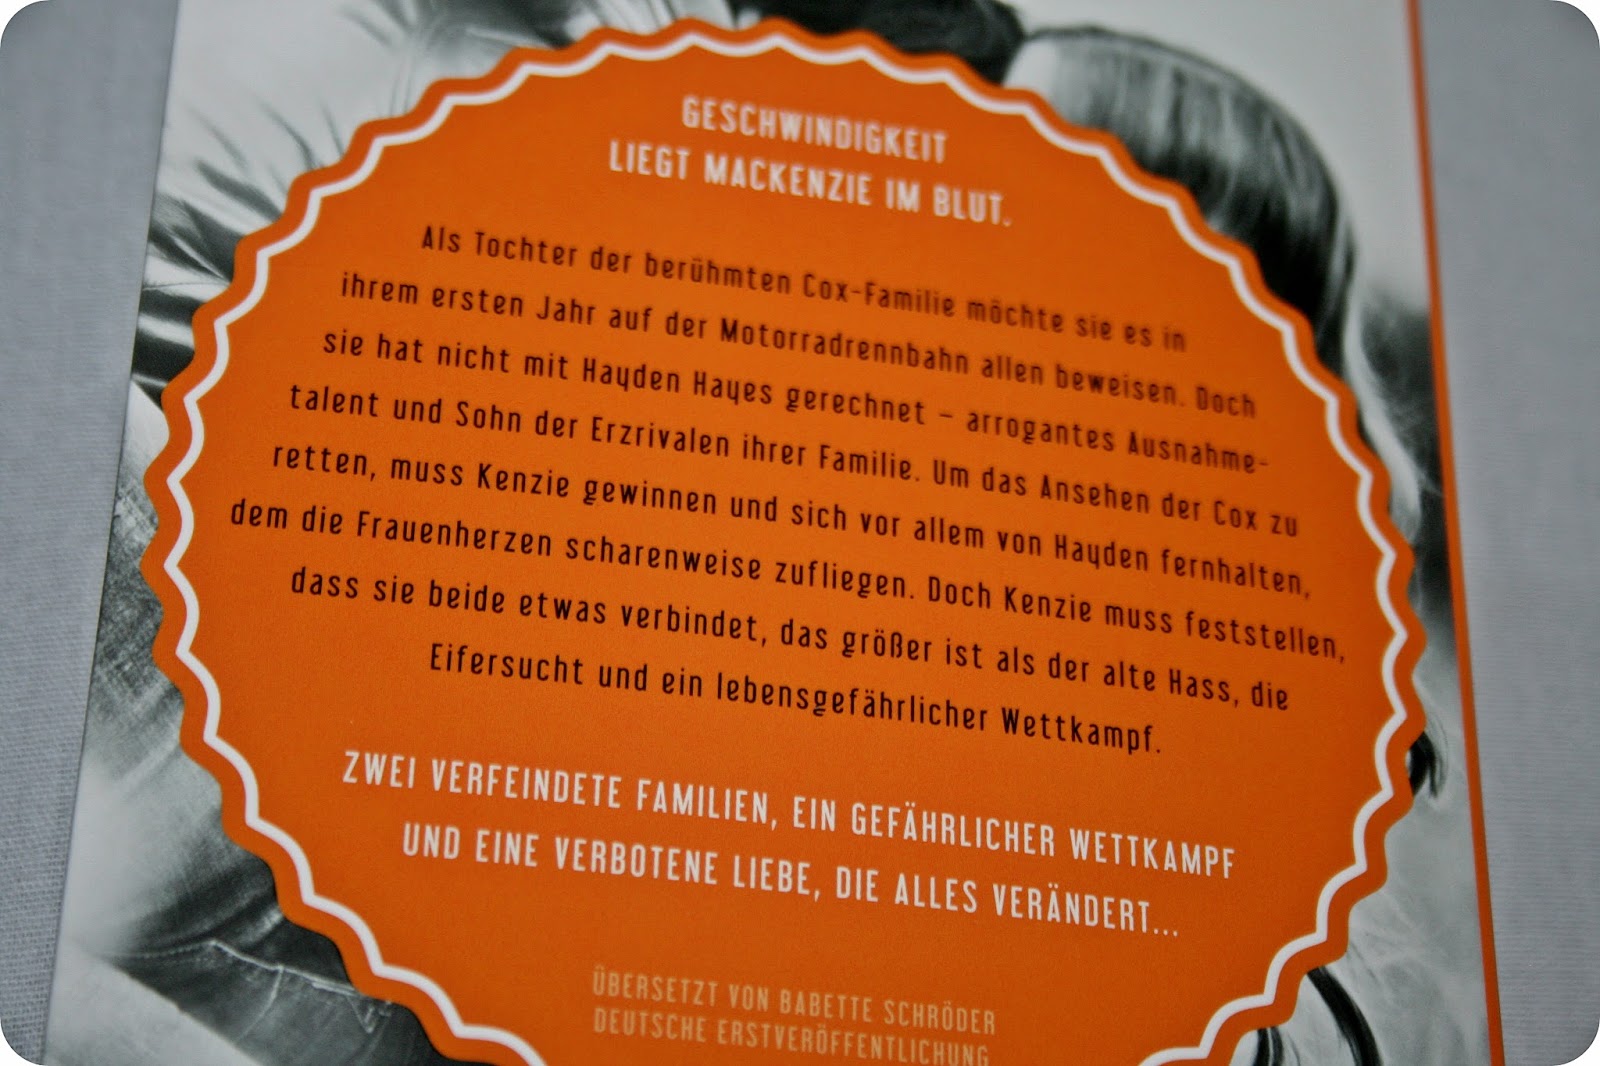 GESCHWINDIGKEIT
LIEGT MACKENZIE IM BLUT.
Als Tochter der berühmten Cox-Familie möchte sie es in
ihrem ersten Jahr auf der Motorradrennbahn allen beweisen. Doch
sie hat nicht mit Hayden Hayes gerechnet – arrogantes Ausnahme-
talent und Sohn der Erzrivalen ihrer Familie. Um das Ansehen der Cox zu
retten, muss Kenzie gewinnen und sich vor allem von Hayden fernhalten,
dem die Frauenherzen scharenweise zufliegen. Doch Kenzie muss feststellen,
dass sie beide etwas verbindet, das größer ist als der alte Hass, die
Eifersucht und ein lebensgefährlicher Wettkampf.
ZWEI VERFEINDETE FAMILIEN, EIN GEFÄHRLICHER WETTKAMPF
UND EINE VERBOTENE LIEBE, DIE ALLES VERÄNDERT...
ÜBERSETZT VON BABETTE SCHRÖDER
DEUTSCHE ERSTVERÖFFENTLICHUNG